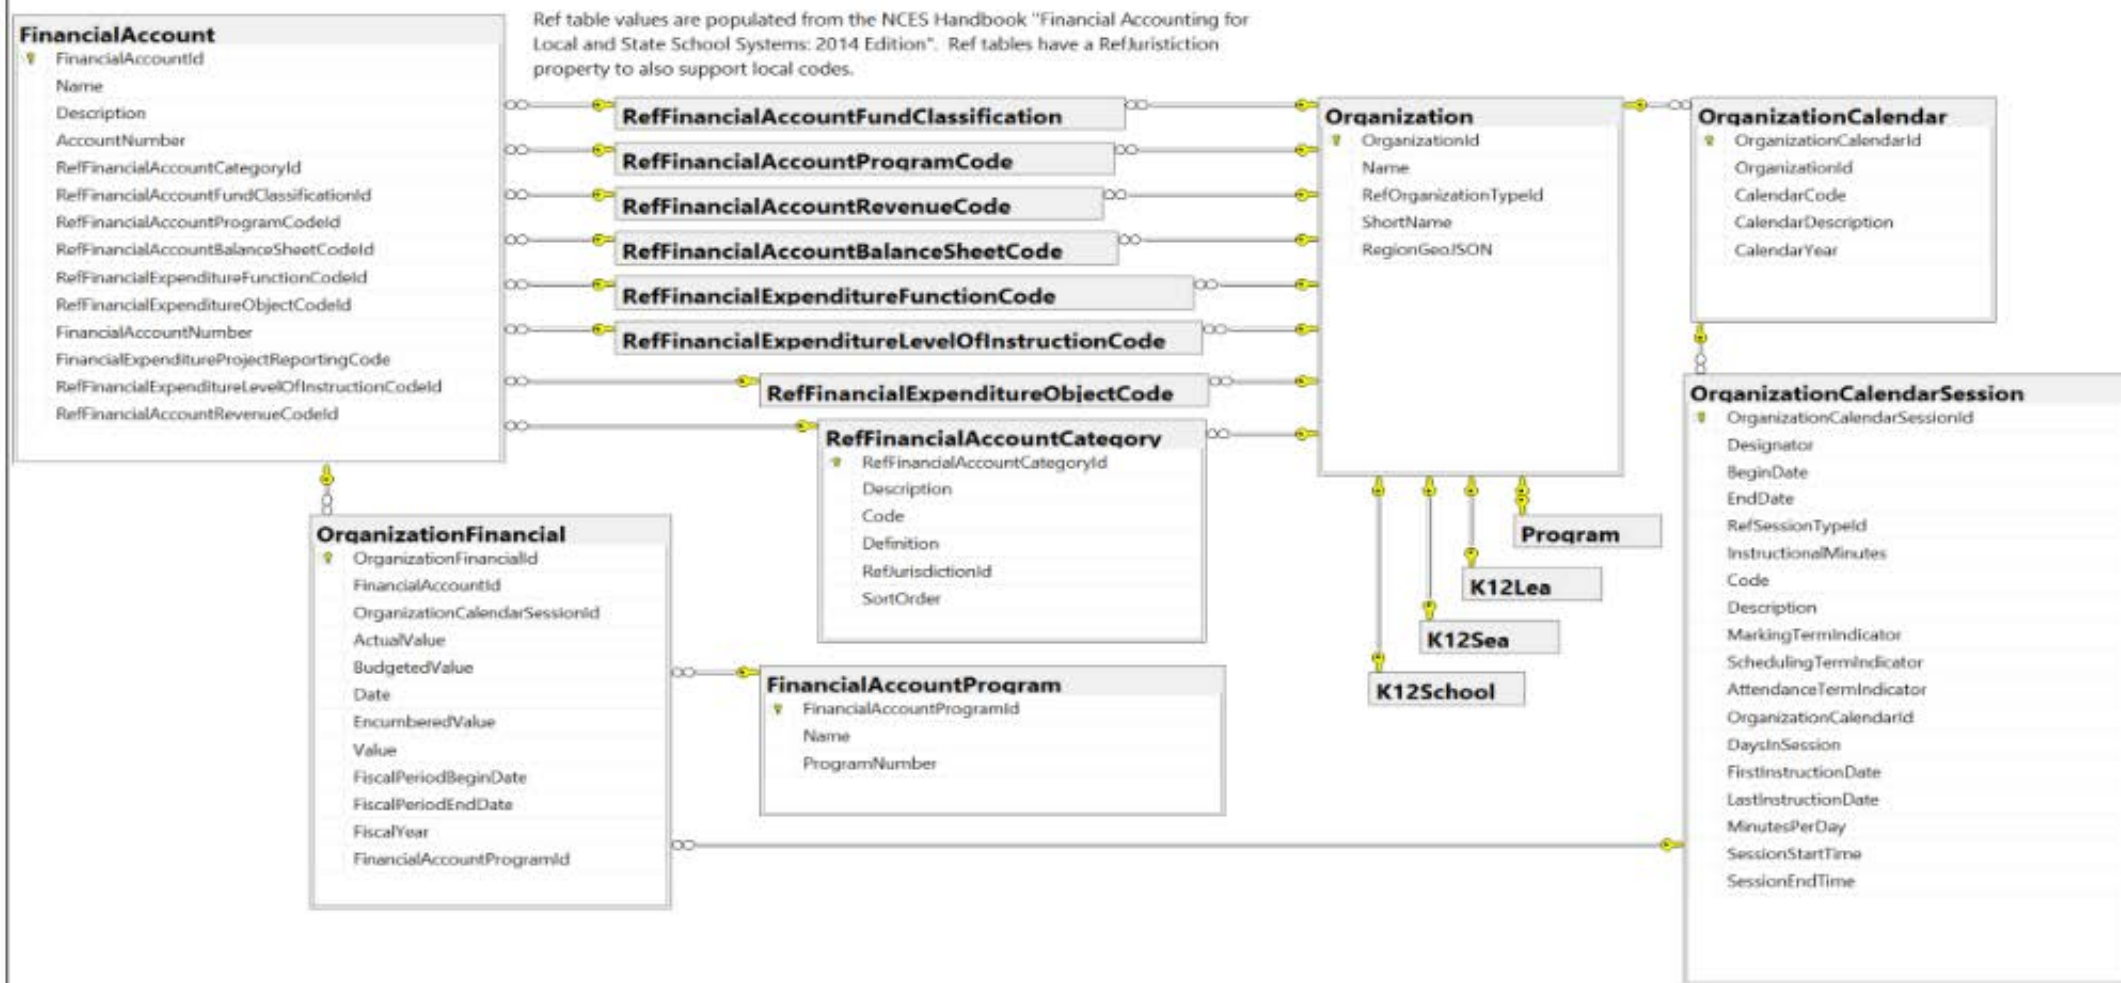 Ref table values are populated from the NCES Handbook "Financial Accounting for
Local and State School Systems: 2014 Edition". Ref tables have a RefJuristiction
property to also support local codes.
FinancialAccount
FinancialAccountId
Name
Description
AccountNumber
RefFinancialAccountCategoryId
RefFinancialAccountFundClassificationId
RefFinancialAccountProgramCodeId
RefFinancialAccountBalanceSheetCodeId
RefFinancialExpenditureFunctionCodeId
RefFinancialExpenditureObjectCodeId
FinancialAccountNumber
FinancialExpenditureProjectReportingCode
RefFinancialExpenditureLevelOfInstructionCodeId
RefFinancialAccountRevenueCodeId
RefFinancialAccountFundClassification
RefFinancialAccountProgramCode
RefFinancialAccountRevenueCode
RefFinancialAccountBalanceSheetCode
RefFinancialExpenditureFunctionCode
RefFinancialExpenditureLevelOfInstructionCode
RefFinancialExpenditureObjectCode
RefFinancialAccountCategory
RefFinancialAccountCategoryId
Description
Code
Definition
RefJurisdictionId
SortOrder
Organization
OrganizationId
Name
RefOrganizationTypeId
ShortName
RegionGeoJSON
OrganizationCalendar
OrganizationCalendarId
OrganizationId
CalendarCode
CalendarDescription
CalendarYear
OrganizationCalendarSession
OrganizationCalendarSessionId
Designator
BeginDate
EndDate
RefSessionTypeId
InstructionalMinutes
Code
Description
MarkingTermIndicator
SchedulingTermIndicator
AttendanceTermIndicator
OrganizationCalendarId
DaysInSession
FirstInstructionDate
LastInstructionDate
MinutesPerDay
SessionStartTime
SessionEndTime
OrganizationFinancial
OrganizationFinancialId
FinancialAccountId
OrganizationCalendarSessionId
ActualValue
BudgetedValue
Date
EncumberedValue
Value
FiscalPeriodBeginDate
FiscalPeriodEndDate
FiscalYear
FinancialAccountProgramId
FinancialAccountProgram
FinancialAccountProgramId
Name
ProgramNumber
Program
K12Lea
K12Sea
K12School